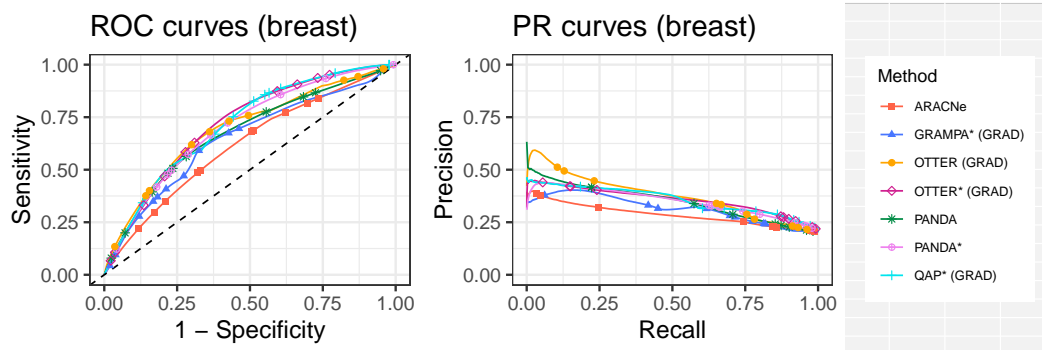 ROC curves (breast)
Sensitivity
1.00
0.75
0.50
0.25
0.00
0.00 0.25 0.50 0.75 1.00
1 − Specificity
PR curves (breast)
Precision
1.00
0.75
0.50
0.25
0.00
0.00 0.25 0.50 0.75 1.00
Recall
Method
ARACNe
GRAMPA* (GRAD)
OTTER (GRAD)
OTTER* (GRAD)
PANDA
PANDA*
QAP* (GRAD)